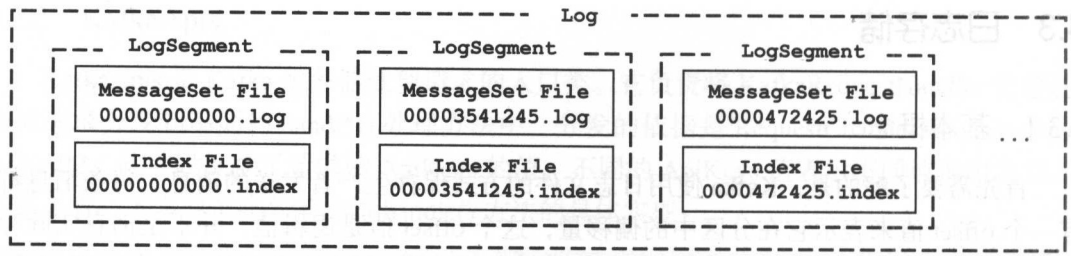 Log
LogSegment
MessageSet File
00000000000.log
Index File
00000000000.index
LogSegment
MessageSet File
00003541245.log
Index File
00003541245.index
LogSegment
MessageSet File
0000472425.log
Index File
0000472425.index
...